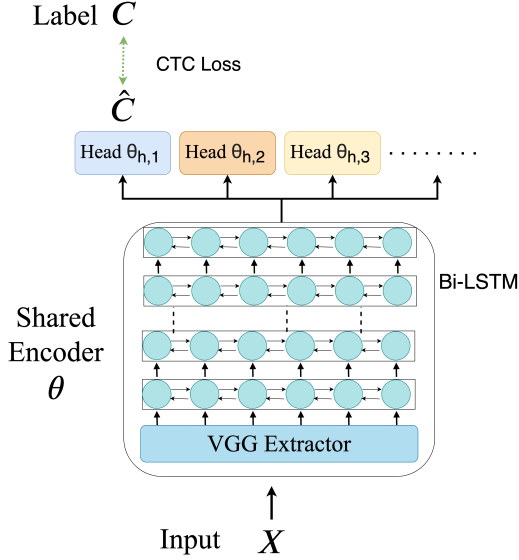 Label C
CTC Loss
Ĉ
Head θh,1
Head θh,2
Head θh,3
. . . . . . . .
Bi-LSTM
Shared
Encoder
θ
VGG Extractor
Input X